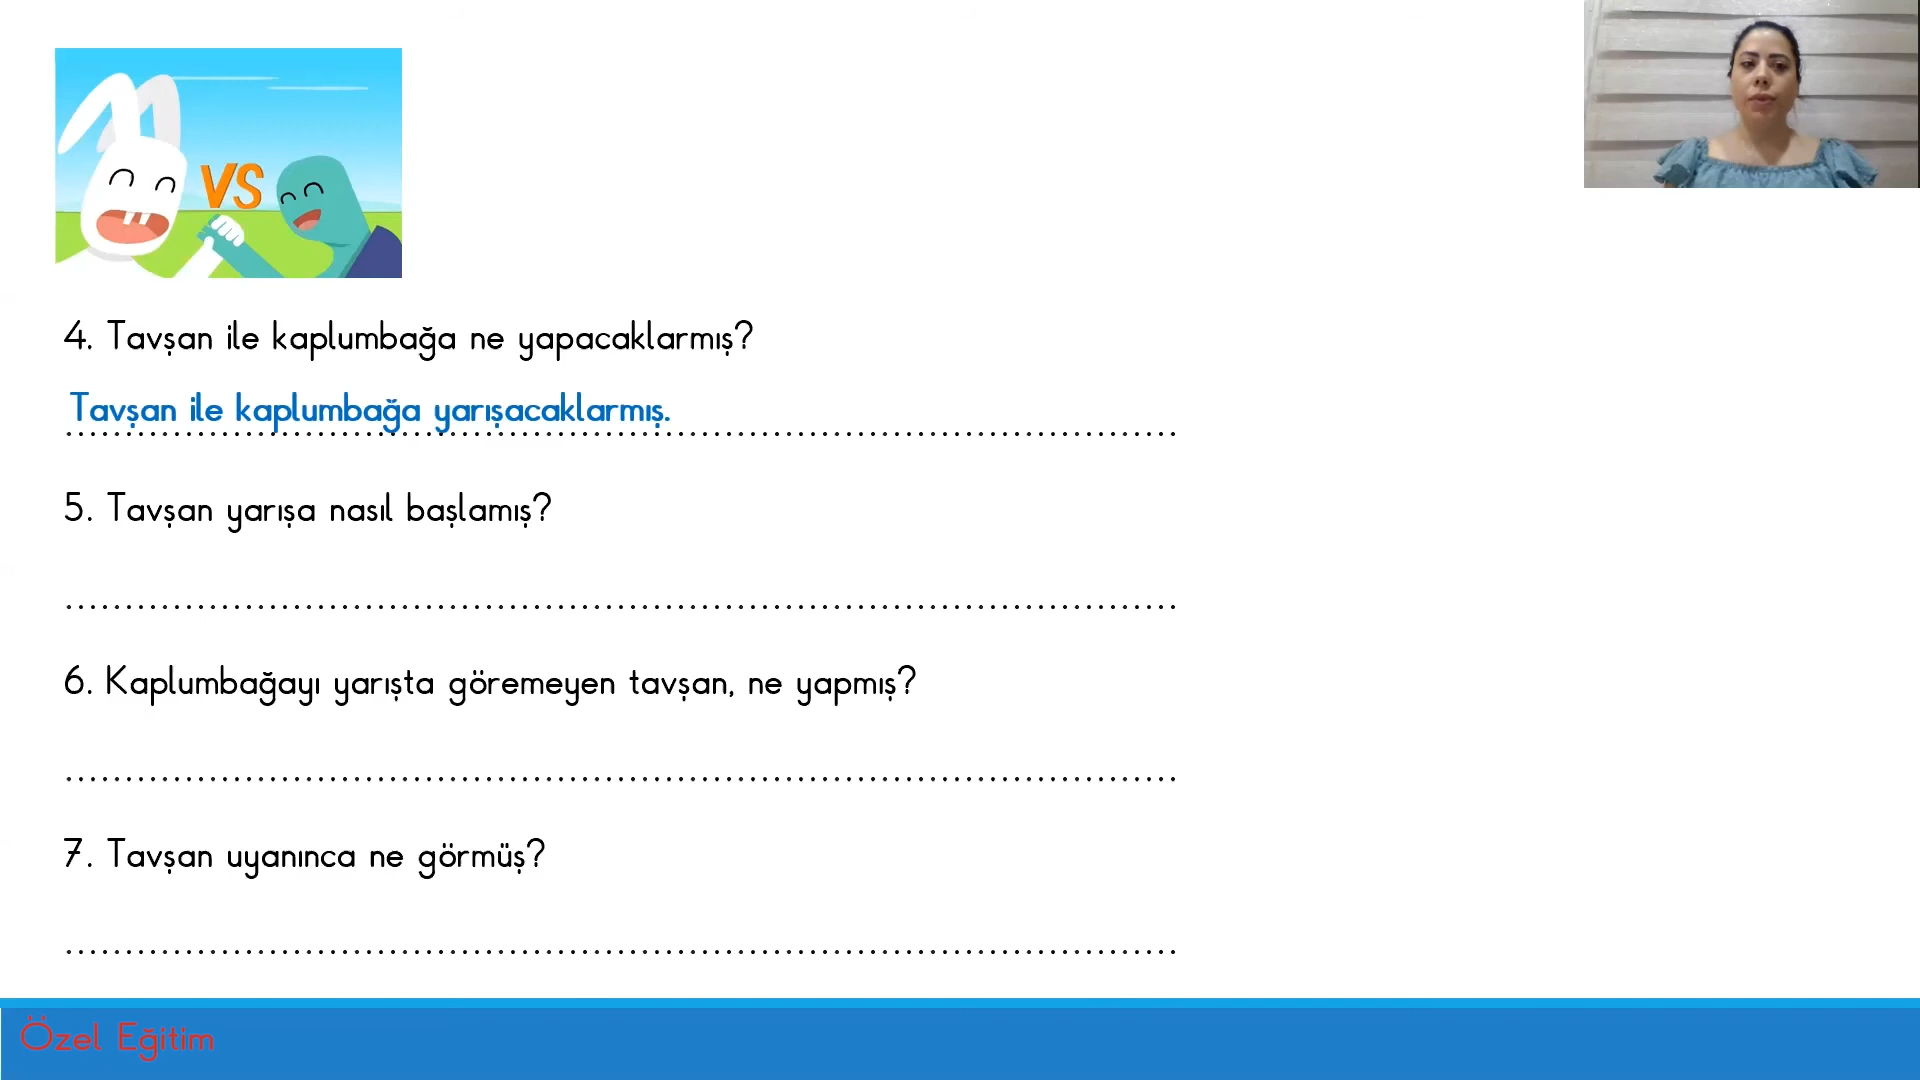 VS
4. Tavşan ile kaplumbağa ne yapacaklarmış?
Tavşan ile kaplumbağa yarışacaklarmış.
5. Tavşan yarışa nasıl başlamış?
6. Kaplumbağayı yarışta göremeyen tavşan, ne yapmış?
7. Tavşan uyanınca ne görmüş?
Özel Eğitim